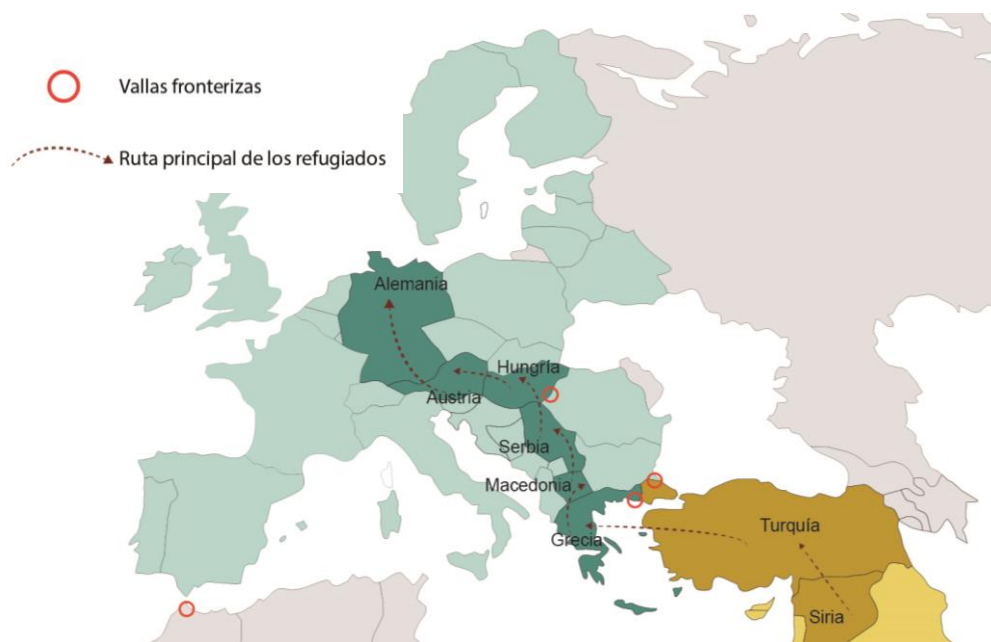 Vallas fronterizas
Ruta principal de los refugiados
Alemania
Hungría
Austria
Serbia
Macedonia
Grecia
Turquía
Siria